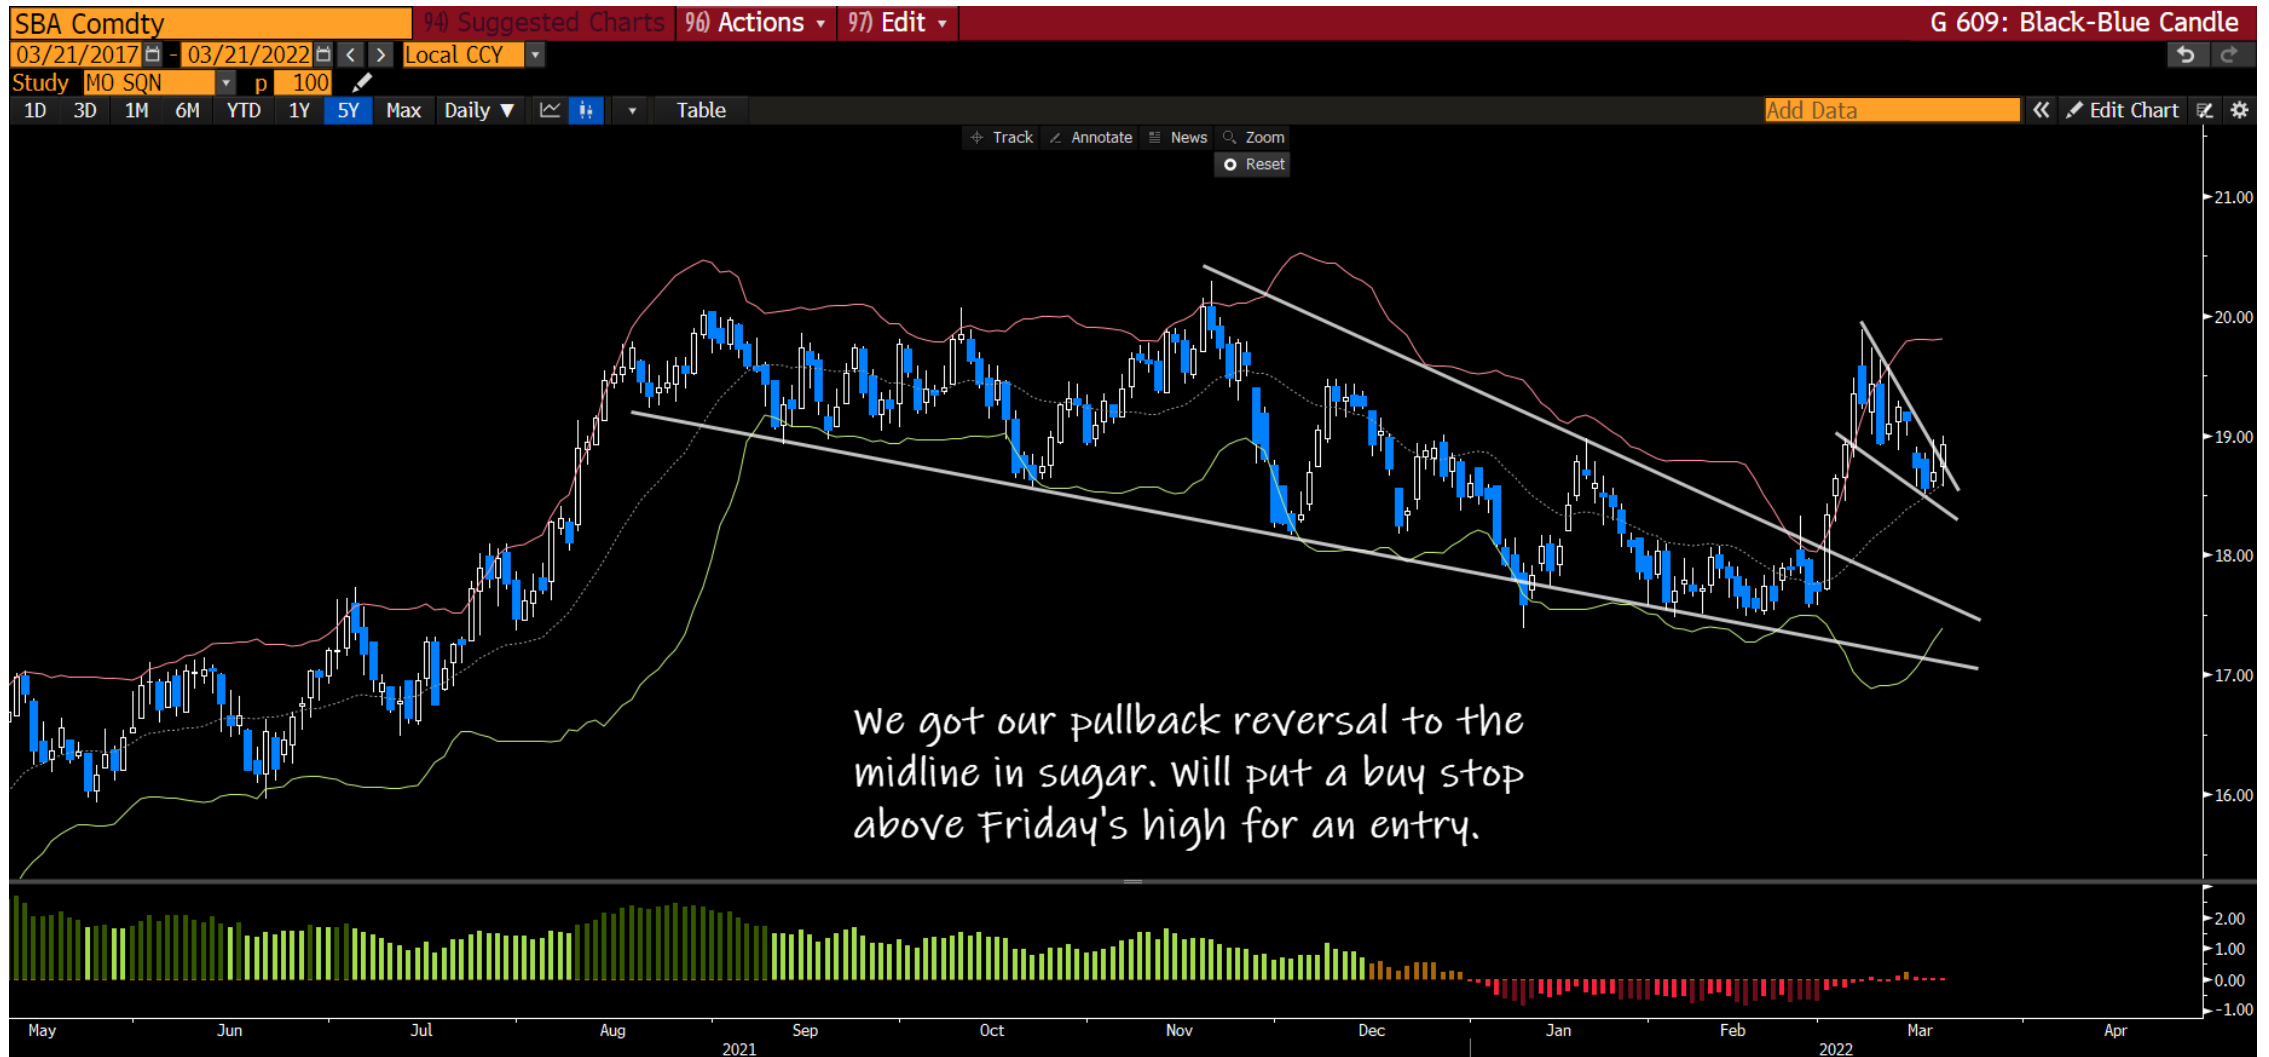 SBA Comdty 94) Suggested Charts 96) Actions 97) Edit G 609: Black-Blue Candle
03/21/2017 - 03/21/2022 < > Local CCY
Study MO SQN p 100
1D 3D 1M 6M YTD 1Y 5Y Max Daily ▼ Table Add Data « Edit Chart
Track Annotate News Zoom
Reset
21.00
20.00
19.00
18.00
17.00
16.00
We got our pullback reversal to the
midline in sugar. Will put a buy stop
above Friday's high for an entry.
2.00
1.00
0.00
-1.00
May Jun Jul Aug Sep Oct Nov Dec Jan Feb Mar Apr
2021 2022